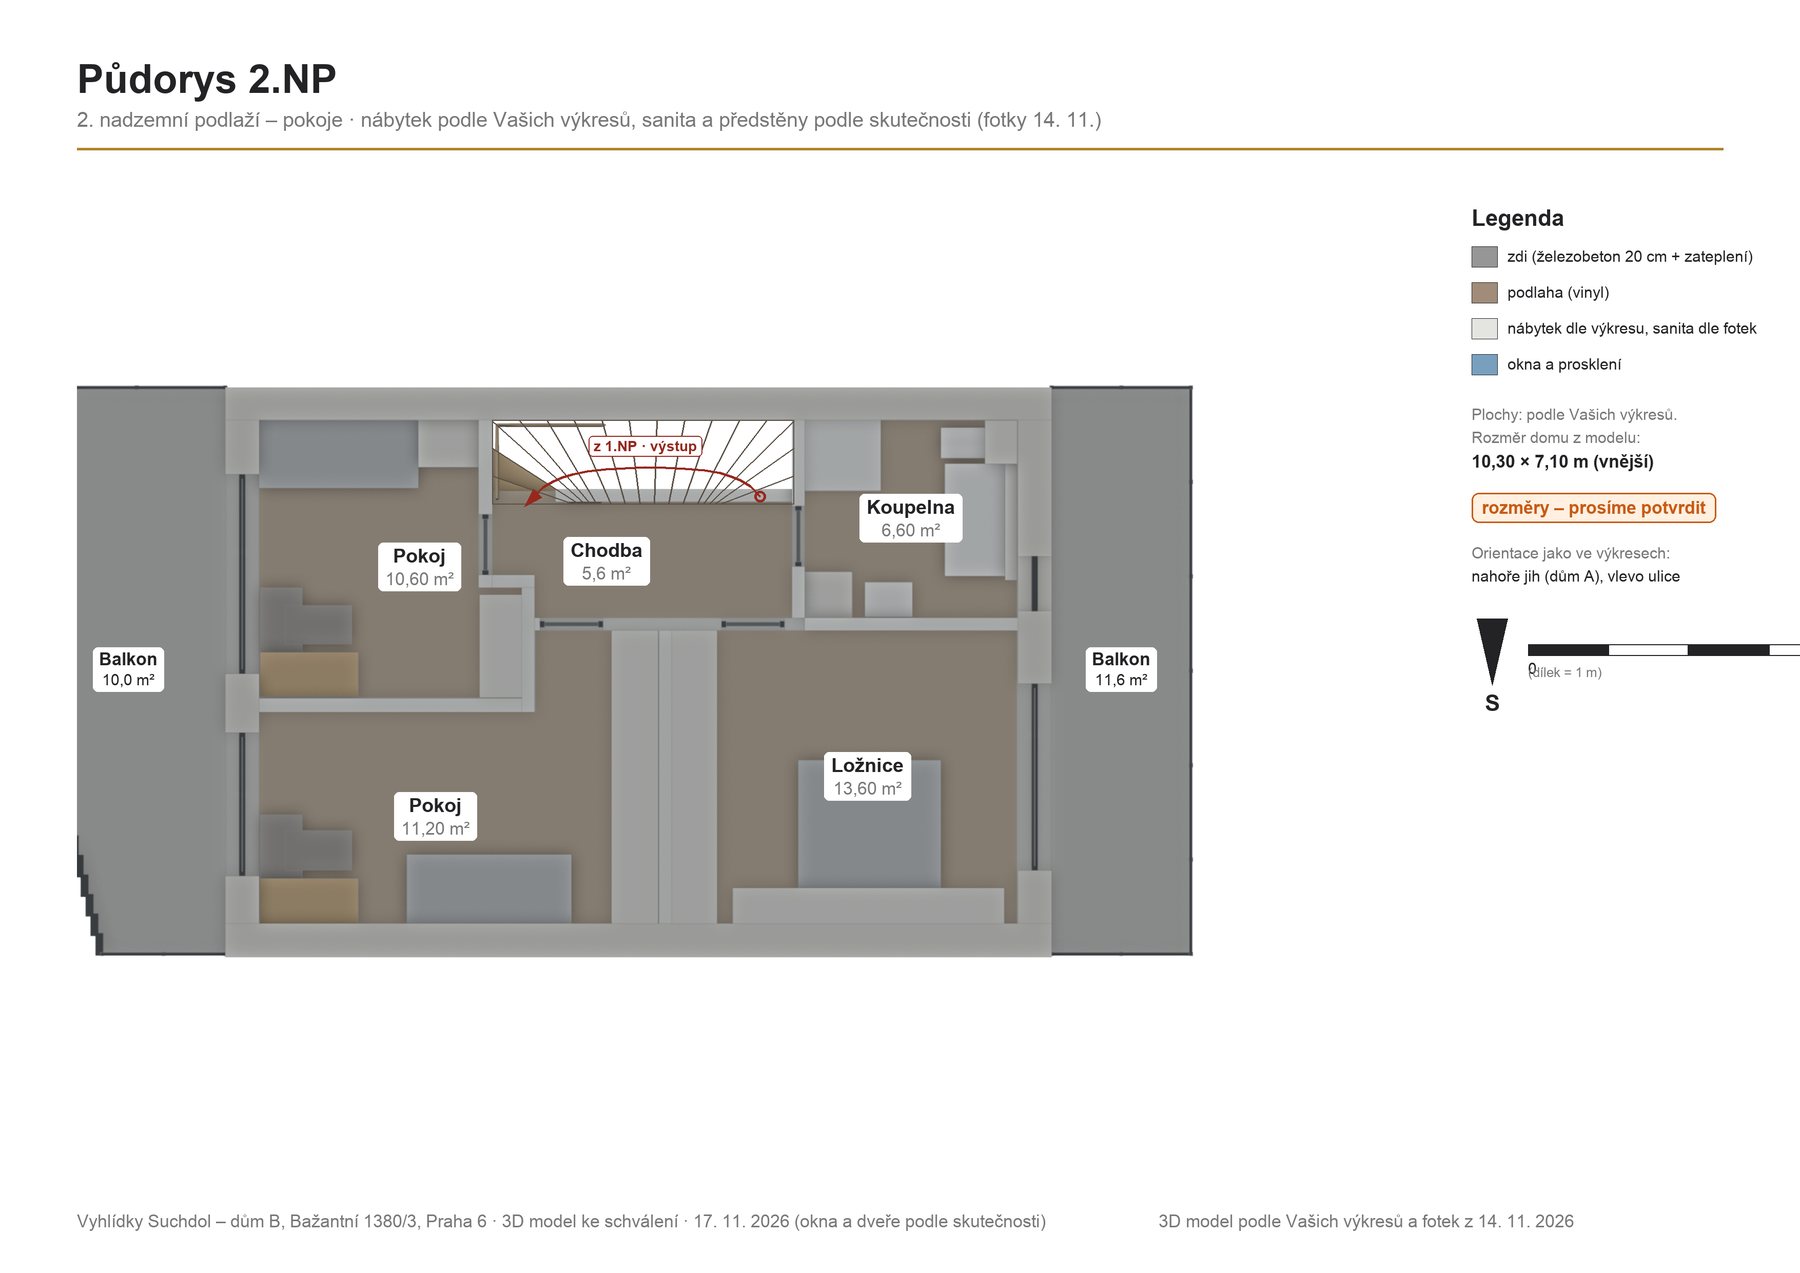 Půdorys 2.NP
2. nadzemní podlaží – pokoje · nábytek podle Vašich výkresů, sanita a předstěny podle skutečnosti (fotky 14. 11.)
Legenda
zdi (železobeton 20 cm + zateplení)
podlaha (vinyl)
nábytek dle výkresu, sanita dle fotek
okna a prosklení
Plochy: podle Vašich výkresů.
Rozměr domu z modelu:
10,30 × 7,10 m (vnější)
rozměry – prosíme potvrdit
Orientace jako ve výkresech:
nahoře jih (dům A), vlevo ulice
0
(dílek = 1 m)
S
z 1.NP · výstup
Koupelna
6,60 m²
Pokoj
10,60 m²
Chodba
5,6 m²
Balkon
10,0 m²
Balkon
11,6 m²
Ložnice
13,60 m²
Pokoj
11,20 m²
Vyhlídky Suchdol – dům B, Bažantní 1380/3, Praha 6 · 3D model ke schválení · 17. 11. 2026 (okna a dveře podle skutečnosti)
3D model podle Vašich výkresů a fotek z 14. 11. 2026